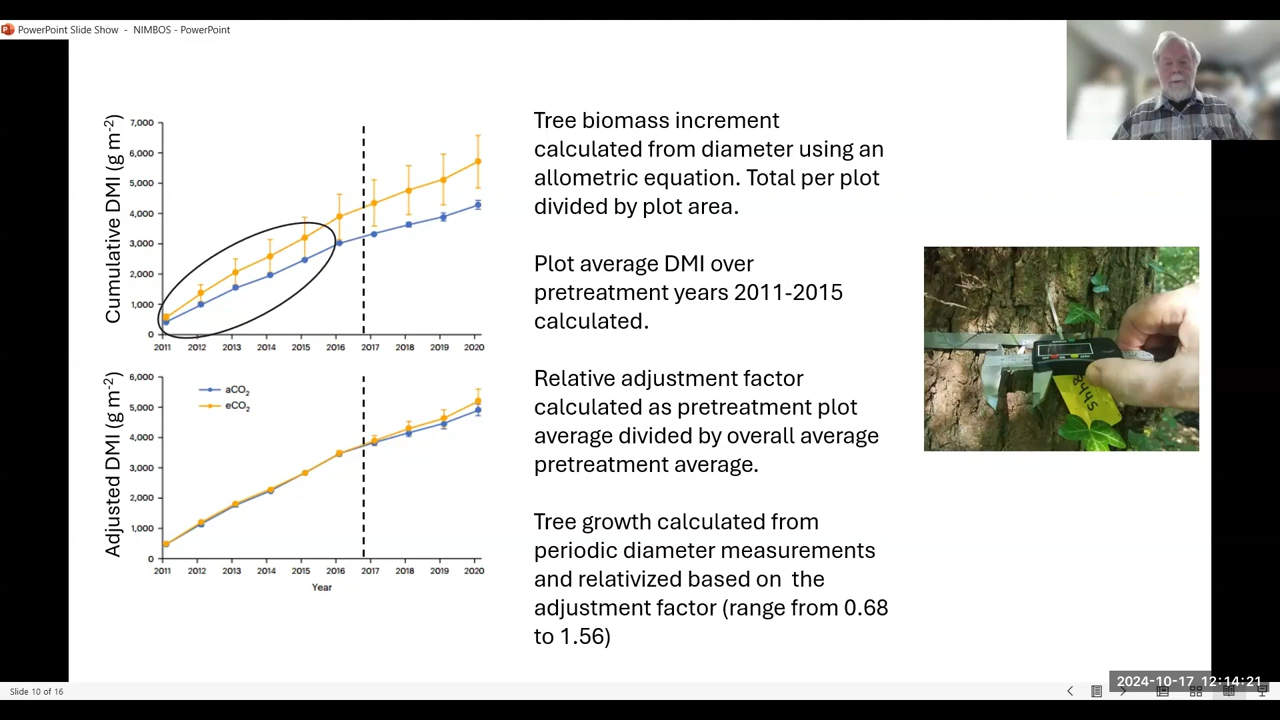 PowerPoint Slide Show - NIMBOS - PowerPoint
Cumulative DMI (g m-2)
7,000
6,000
5,000
4,000
3,000
2,000
1,000
0
2011 2012 2013 2014 2015 2016 2017 2018 2019 2020
Adjusted DMI (g m-2)
6,000
5,000
4,000
3,000
2,000
1,000
0
aCO2
eCO2
2011 2012 2013 2014 2015 2016 2017 2018 2019 2020
Year
Tree biomass increment
calculated from diameter using an
allometric equation. Total per plot
divided by plot area.
Plot average DMI over
pretreatment years 2011-2015
calculated.
Relative adjustment factor
calculated as pretreatment plot
average divided by overall average
pretreatment average.
Tree growth calculated from
periodic diameter measurements
and relativized based on the
adjustment factor (range from 0.68
to 1.56)
8445
Slide 10 of 16
2024-10-17 12:14:21